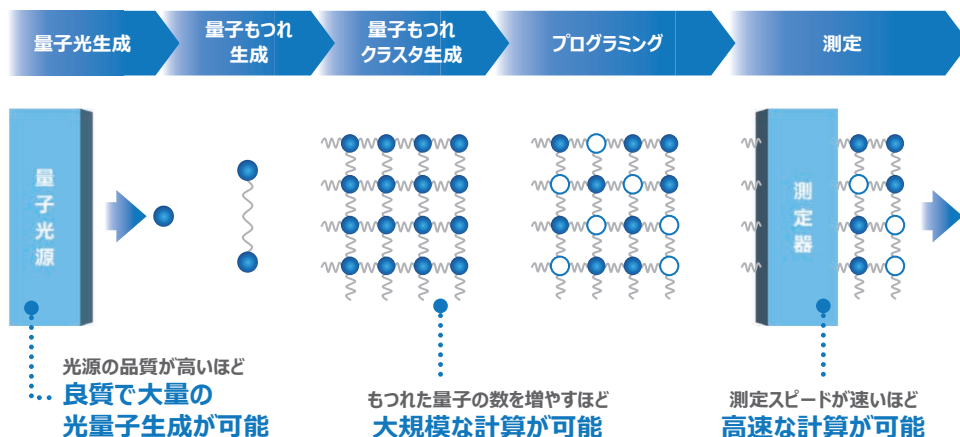 量子光生成
量子もつれ
生成
量子もつれ
クラスタ生成
プログラミング
測定
量子光源
測定器
光源の品質が高いほど
良質で大量の
光量子生成が可能
もつれた量子の数を増やすほど
大規模な計算が可能
測定スピードが速いほど
高速な計算が可能